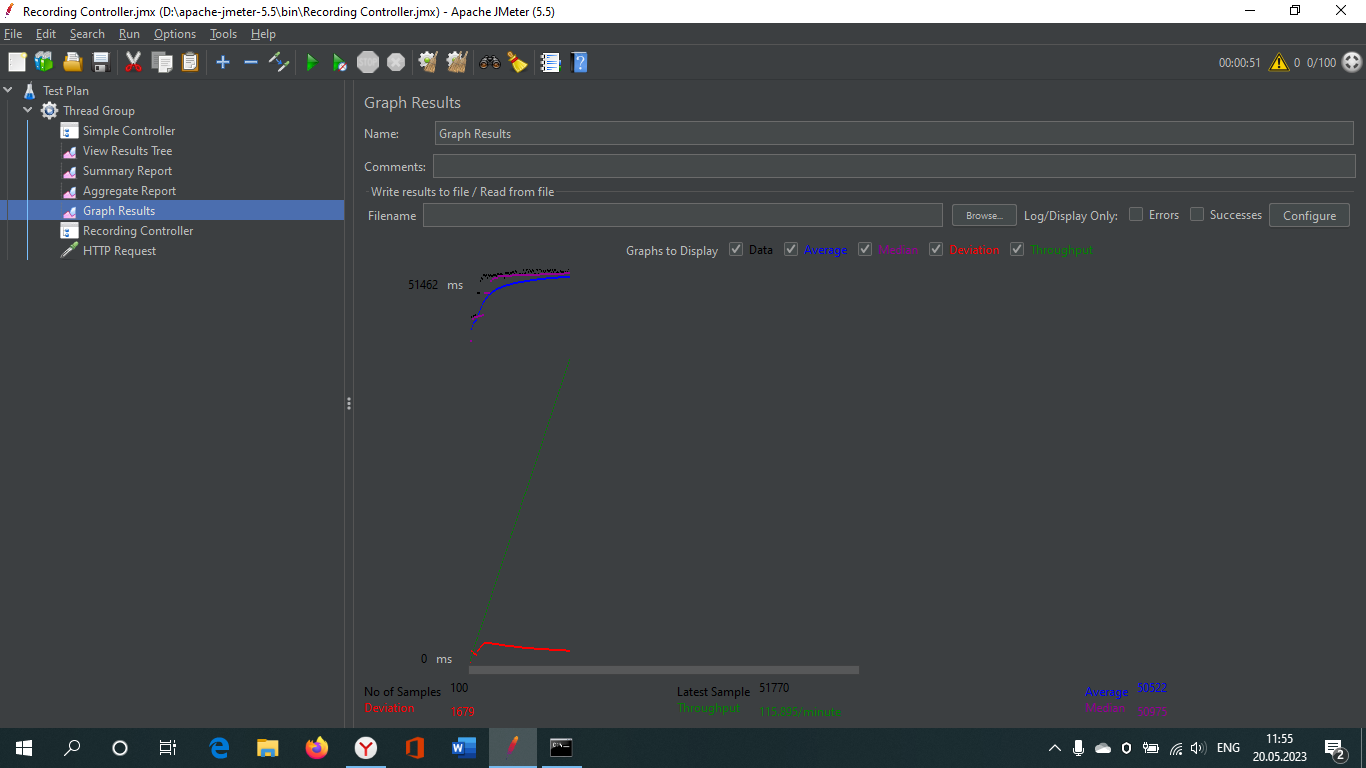 Recording Controller.jmx (D:\apache-jmeter-5.5\bin\Recording Controller.jmx) - Apache JMeter (5.5)
File Edit Search Run Options Tools Help
STOP
00:00:51 0 0/100
Test Plan
Thread Group
Simple Controller
View Results Tree
Summary Report
Aggregate Report
Graph Results
Recording Controller
HTTP Request
Graph Results
Name: Graph Results
Comments:
Write results to file / Read from file
Filename Browse... Log/Display Only: Errors Successes Configure
Graphs to Display Data Average Median Deviation Throughput
51462 ms
0 ms
No of Samples 100 Latest Sample 51770 Average 50522
Deviation 1679 Throughput 115.895/minute Median
ENG 11:55
20.05.2023 2